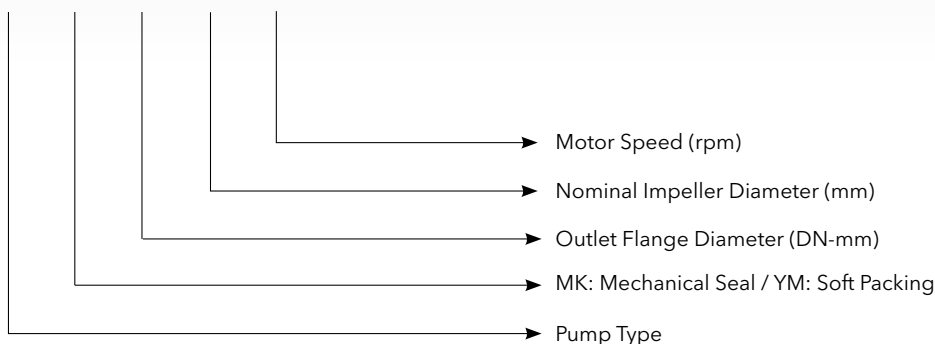 Motor Speed (rpm)
Nominal Impeller Diameter (mm)
Outlet Flange Diameter (DN-mm)
MK: Mechanical Seal / YM: Soft Packing
Pump Type